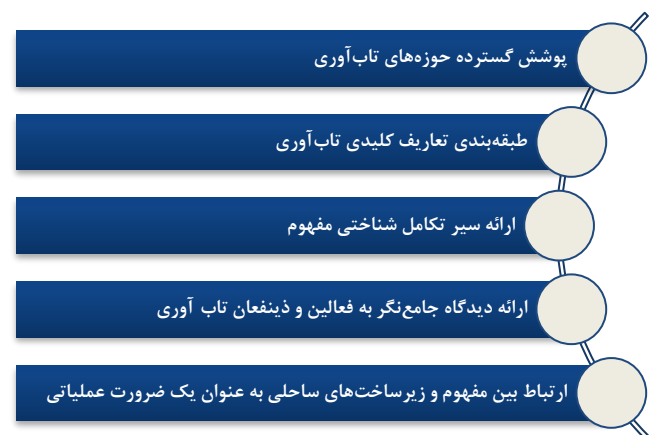 پوشش گسترده حوزه‌های تاب‌آوری
طبقه‌بندی تعاریف کلیدی تاب‌آوری
ارائه سیر تکامل شناختی مفهوم
ارائه دیدگاه جامع‌نگر به فعالین و ذینفعان تاب آوری
ارتباط بین مفهوم و زیرساخت‌های ساحلی به عنوان یک ضرورت عملیاتی